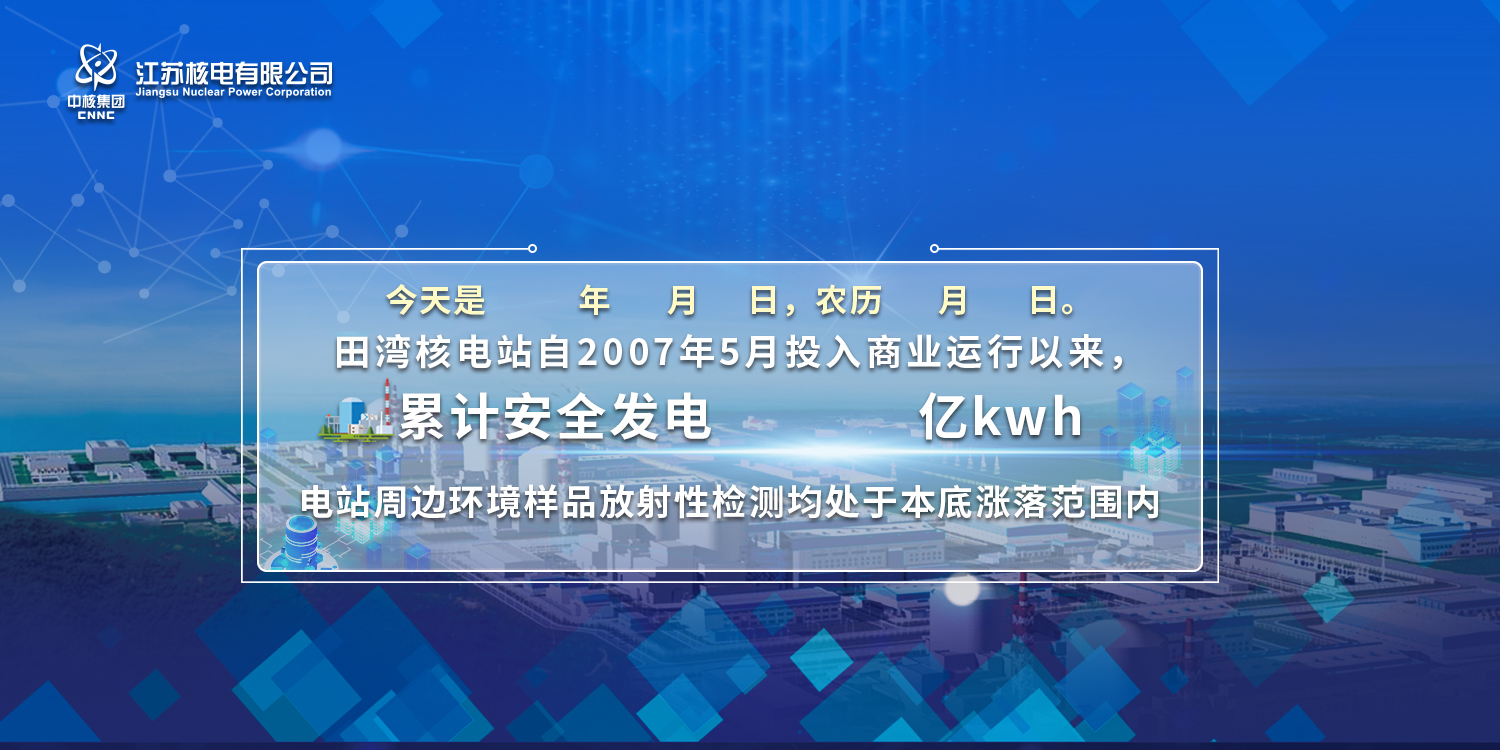 中核集团
CNNC
江苏核电有限公司
Jiangsu Nuclear Power Corporation
今天是 年 月 日，农历 月 日。
田湾核电站自2007年5月投入商业运行以来，
累计安全发电 亿kwh
电站周边环境样品放射性检测均处于本底涨落范围内